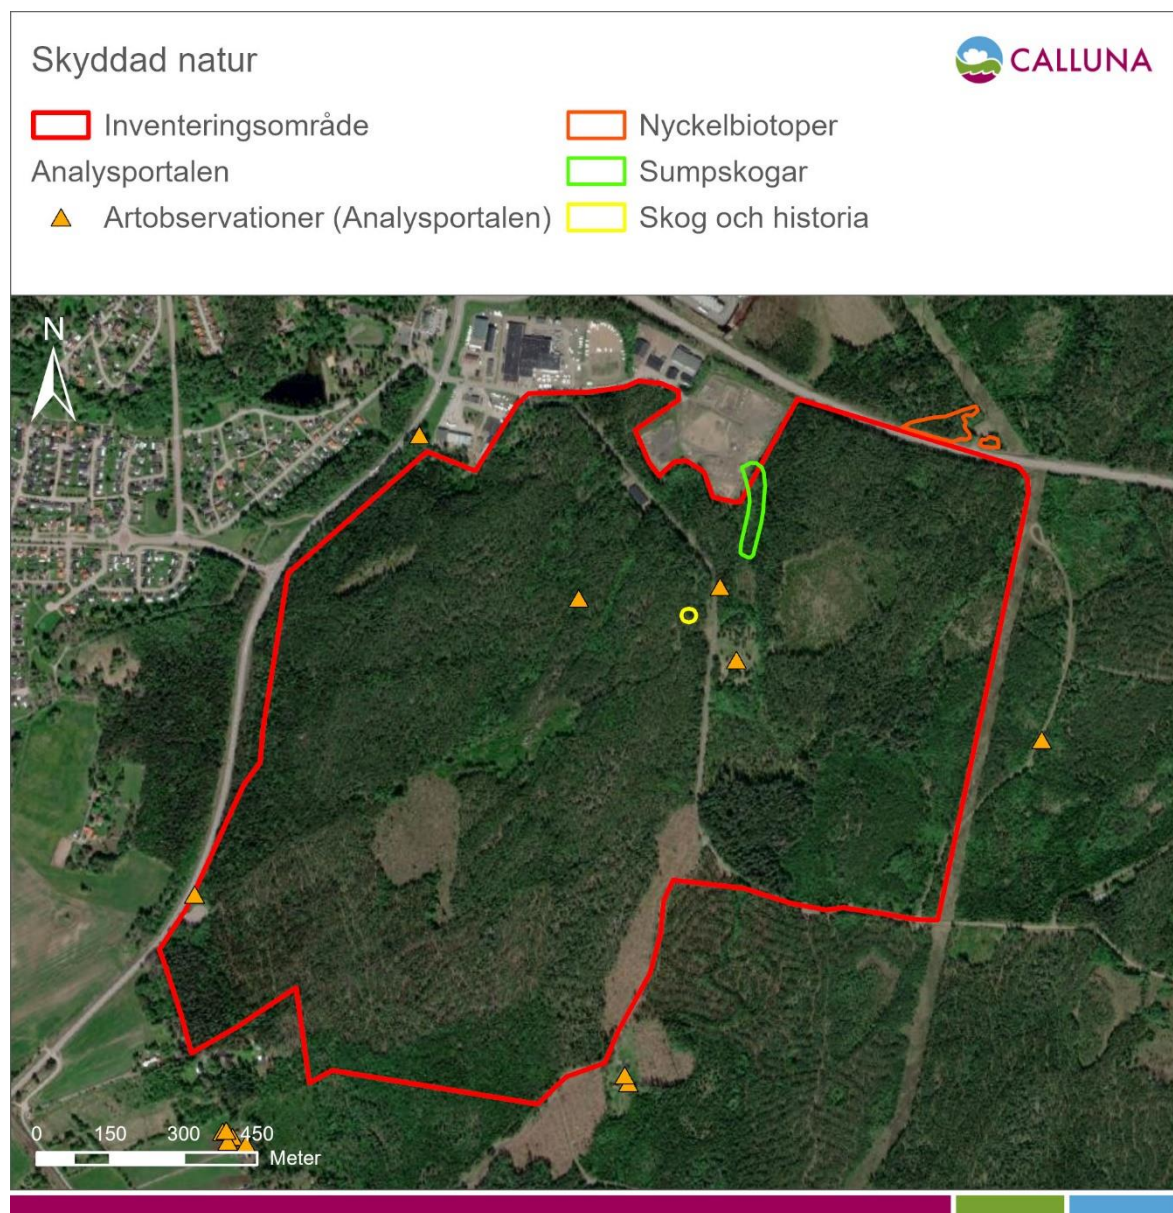 Skyddad natur
CALLUNA
Inventeringsområde
Analysportalen
Artobservationer (Analysportalen)
Nyckelbiotoper
Sumpskogar
Skog och historia
N
0 150 300 450
Meter